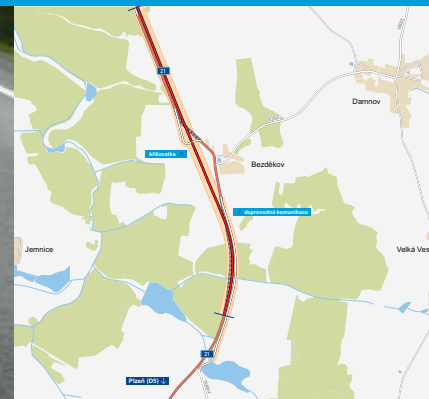 21
Damnov
křižovatka
Bezděkov
doprovodná komunikace
Jemnice
Velká Ves
21
Plzeň (D5) ↓